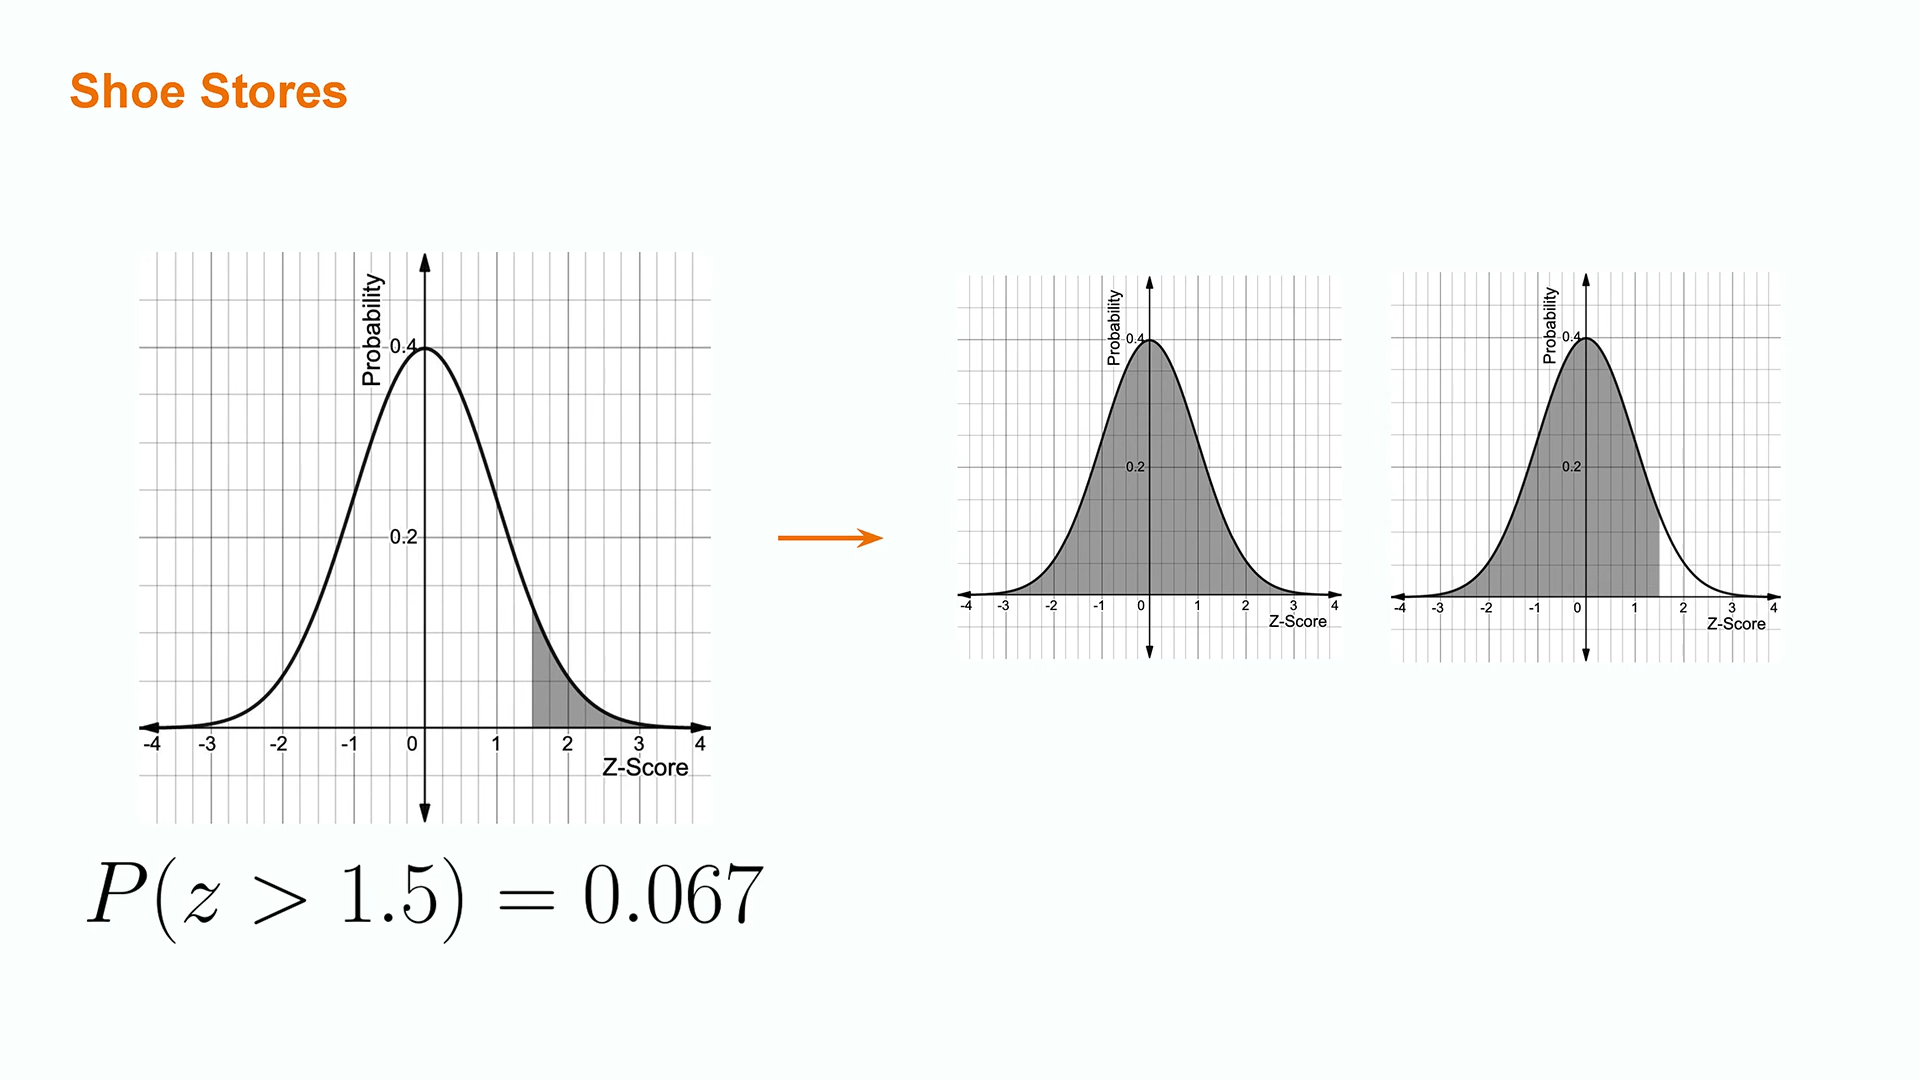 Shoe Stores
Probability
0.4
0.2
-4 -3 -2 -1 0 1 2 3 4
Z-Score
P(z > 1.5) = 0.067
Probability
0.4
0.2
-4 -3 -2 -1 0 1 2 3 4
Z-Score
Probability
0.4
0.2
-4 -3 -2 -1 0 1 2 3 4
Z-Score